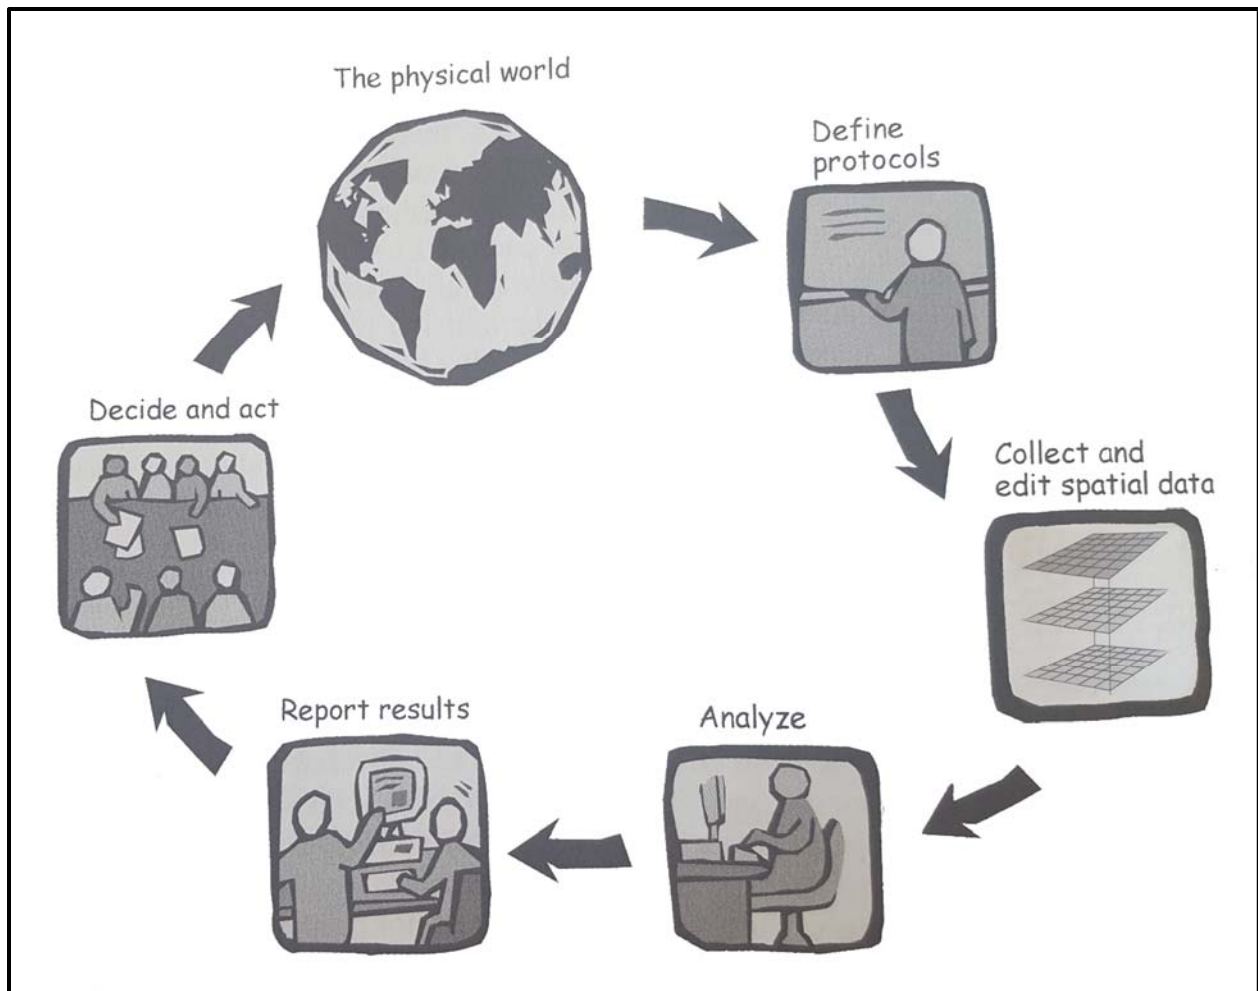 The physical world
Define
protocols
Collect and
edit spatial data
Analyze
Report results
Decide and act